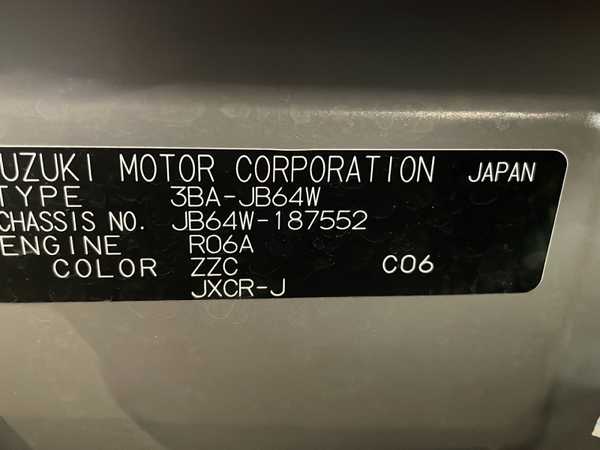 UZUKI MOTOR CORPORATION JAPAN
TYPE 3BA-JB64W
CHASSIS NO. JB64W-187552
ENGINE R06A
COLOR ZZC C06
JXCR-J